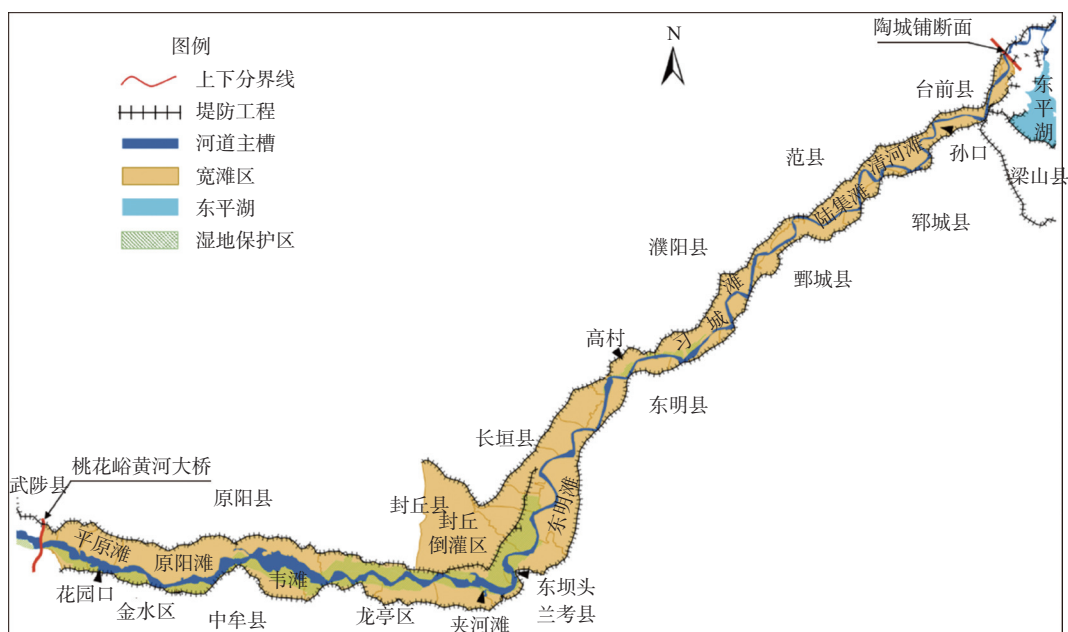 图例
上下分界线
堤防工程
河道主槽
宽滩区
东平湖
湿地保护区
N
陶城铺断面
台前县
东平湖
孙口
梁山县
范县
清河滩
陆集滩
郓城县
濮阳县
鄄城县
习城滩
高村
东明县
长垣县
东明滩
封丘县
封丘
倒灌区
桃花峪黄河大桥
武陟县
原阳县
平原滩
原阳滩
韦滩
花园口
金水区
中牟县
龙亭区
夹河滩
东坝头
兰考县